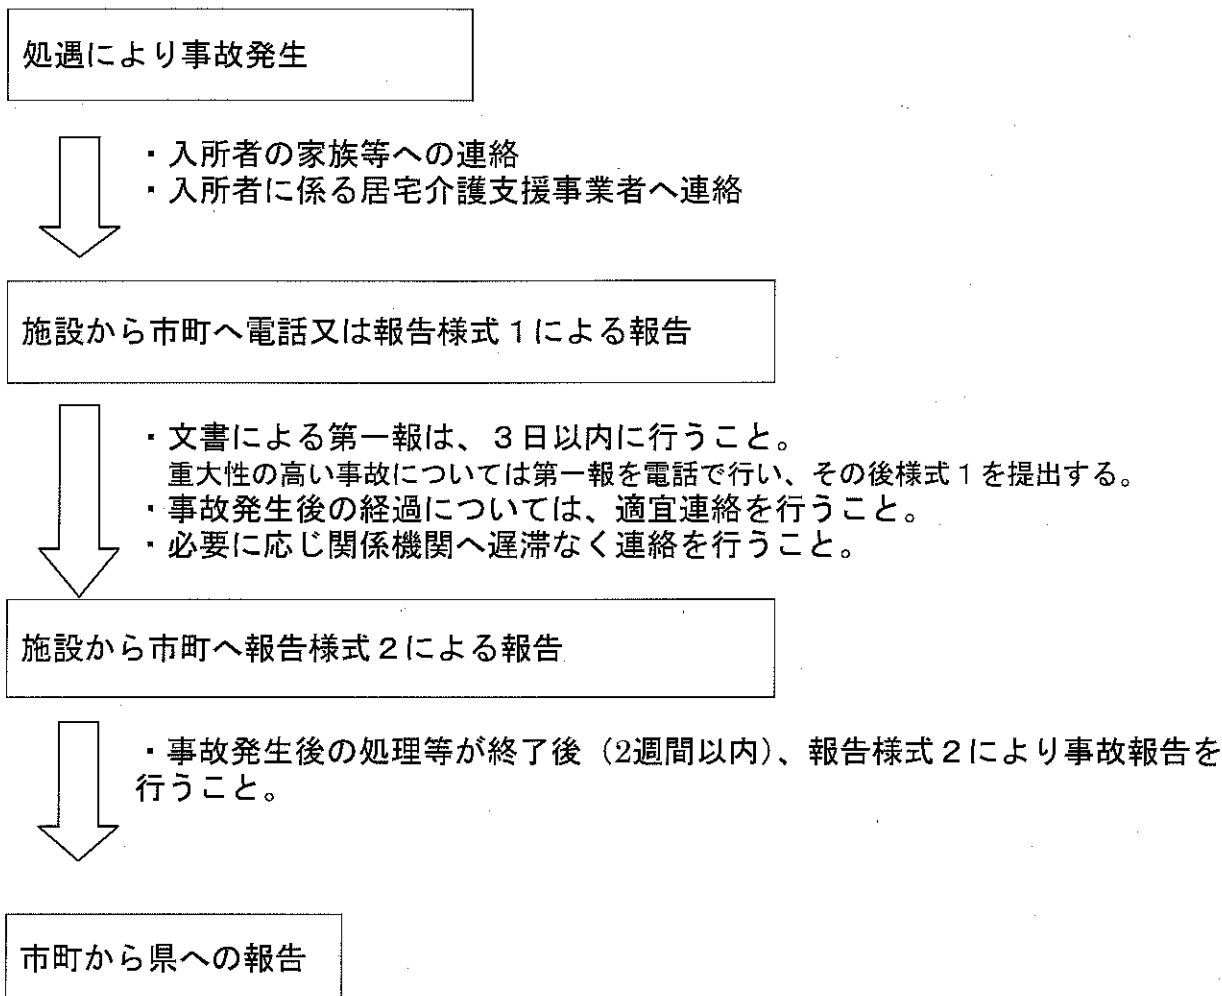 処遇により事故発生
・入所者の家族等への連絡
・入所者に係る居宅介護支援事業者へ連絡
施設から市町へ電話又は報告様式１による報告
・文書による第一報は、３日以内に行うこと。
重大性の高い事故については第一報を電話で行い、その後様式１を提出する。
・事故発生後の経過については、適宜連絡を行うこと。
・必要に応じ関係機関へ遅滞なく連絡を行うこと。
施設から市町へ報告様式２による報告
・事故発生後の処理等が終了後（2週間以内）、報告様式２により事故報告を
行うこと。
市町から県への報告